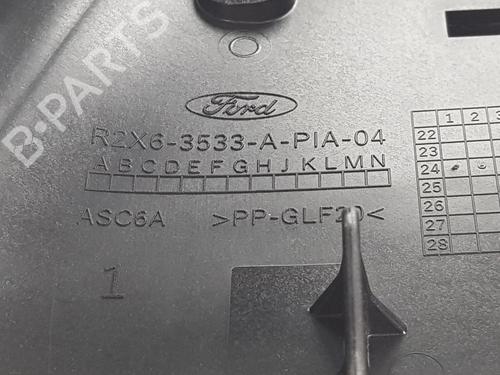 B-PARTS
Ford
R2X6-3533-A-PIA-04
A B C D E F G H J K L M N
ASC6A >PP-GLF20<
1
1 2 3
22
23
24
25
26
27
28